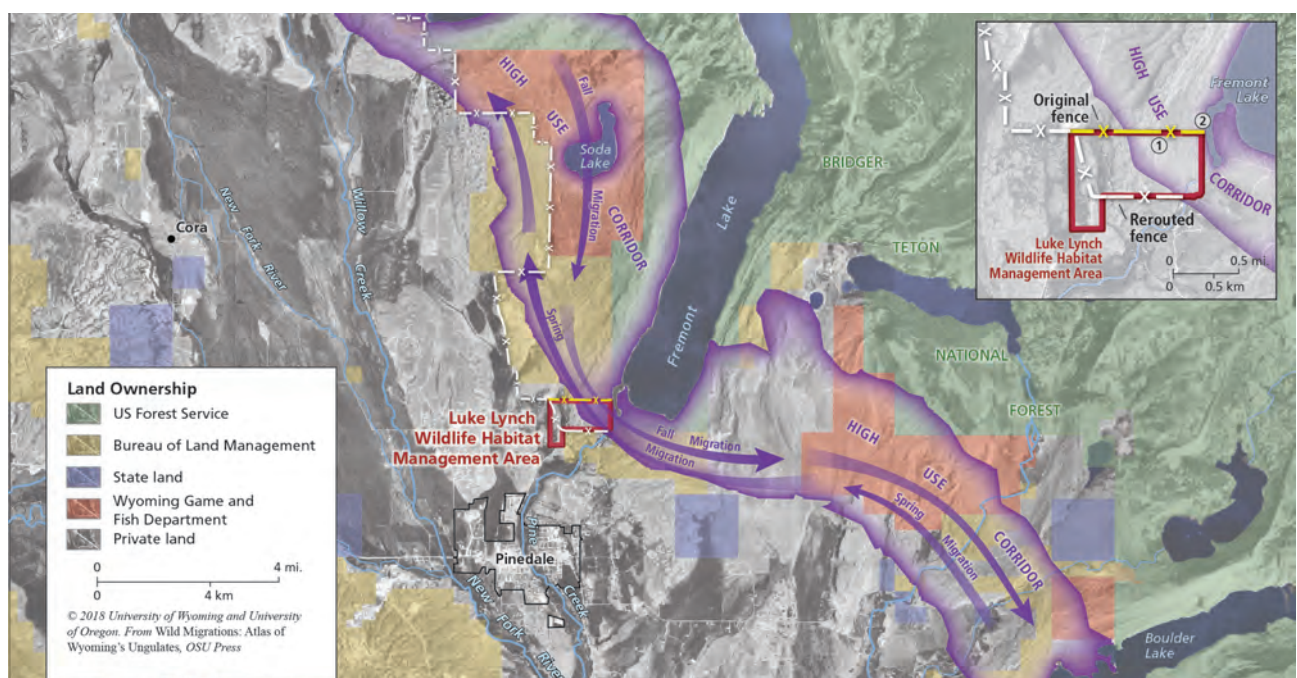 HIGH
USE
CORRIDOR
Fall
Migration
Soda
Lake
Spring
Migration
Fremont
Lake
BRIDGER-
TETON
NATIONAL
FOREST
Cora
New
Fork
River
Willow
Creek
Luke Lynch
Wildlife Habitat
Management Area
Fall Migration
HIGH
USE
CORRIDOR
Spring
Migration
Pinedale
Pine
Creek
New
Fork
River
Boulder
Lake
Land Ownership
US Forest Service
Bureau of Land Management
State land
Wyoming Game and
Fish Department
Private land
0 4 mi.
0 4 km
© 2018 University of Wyoming and University
of Oregon. From Wild Migrations: Atlas of
Wyoming's Ungulates, OSU Press
HIGH
USE
CORRIDOR
Fremont
Lake
Original
fence
2
1
Rerouted
fence
Luke Lynch
Wildlife Habitat
Management Area
0 0.5 mi.
0 0.5 km